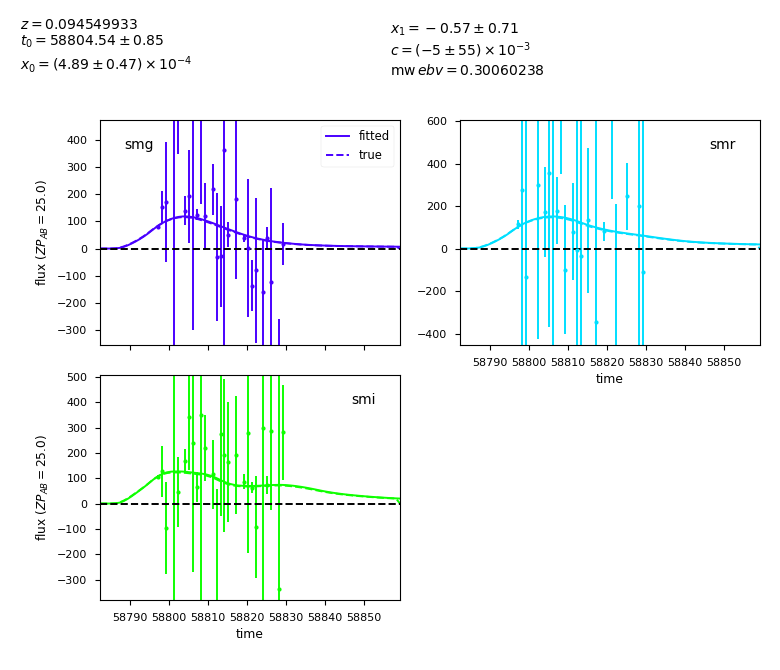 z = 0.094549933
t₀ = 58804.54 ± 0.85
x₀ = (4.89 ± 0.47) × 10⁻⁴
x₁ = −0.57 ± 0.71
c = (−5 ± 55) × 10⁻³
mw ebv = 0.30060238
smg
fitted
true
400
300
200
100
0
−100
−200
−300
flux (ZP_AB = 25.0)
smr
600
400
200
0
−200
−400
58790 58800 58810 58820 58830 58840 58850
time
smi
500
400
300
200
100
0
−100
−200
−300
flux (ZP_AB = 25.0)
58790 58800 58810 58820 58830 58840 58850
time